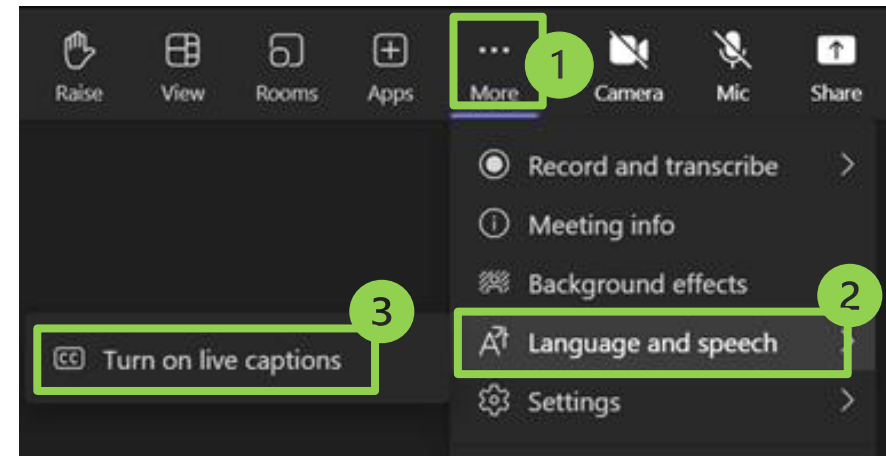 Raise View Rooms Apps More Camera Mic Share
1
Record and transcribe
Meeting info
Background effects
2
Language and speech
3
CC Turn on live captions
Settings